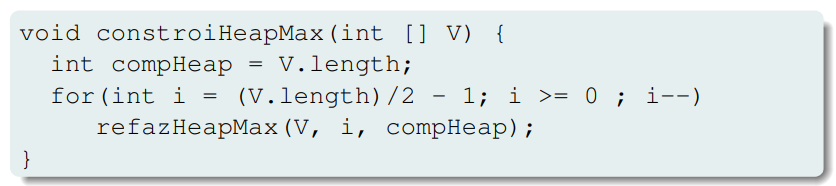 void constroiHeapMax(int [] V) {
int compHeap = V.length;
for(int i = (V.length)/2 - 1; i >= 0 ; i--)
refazHeapMax(V, i, compHeap);
}